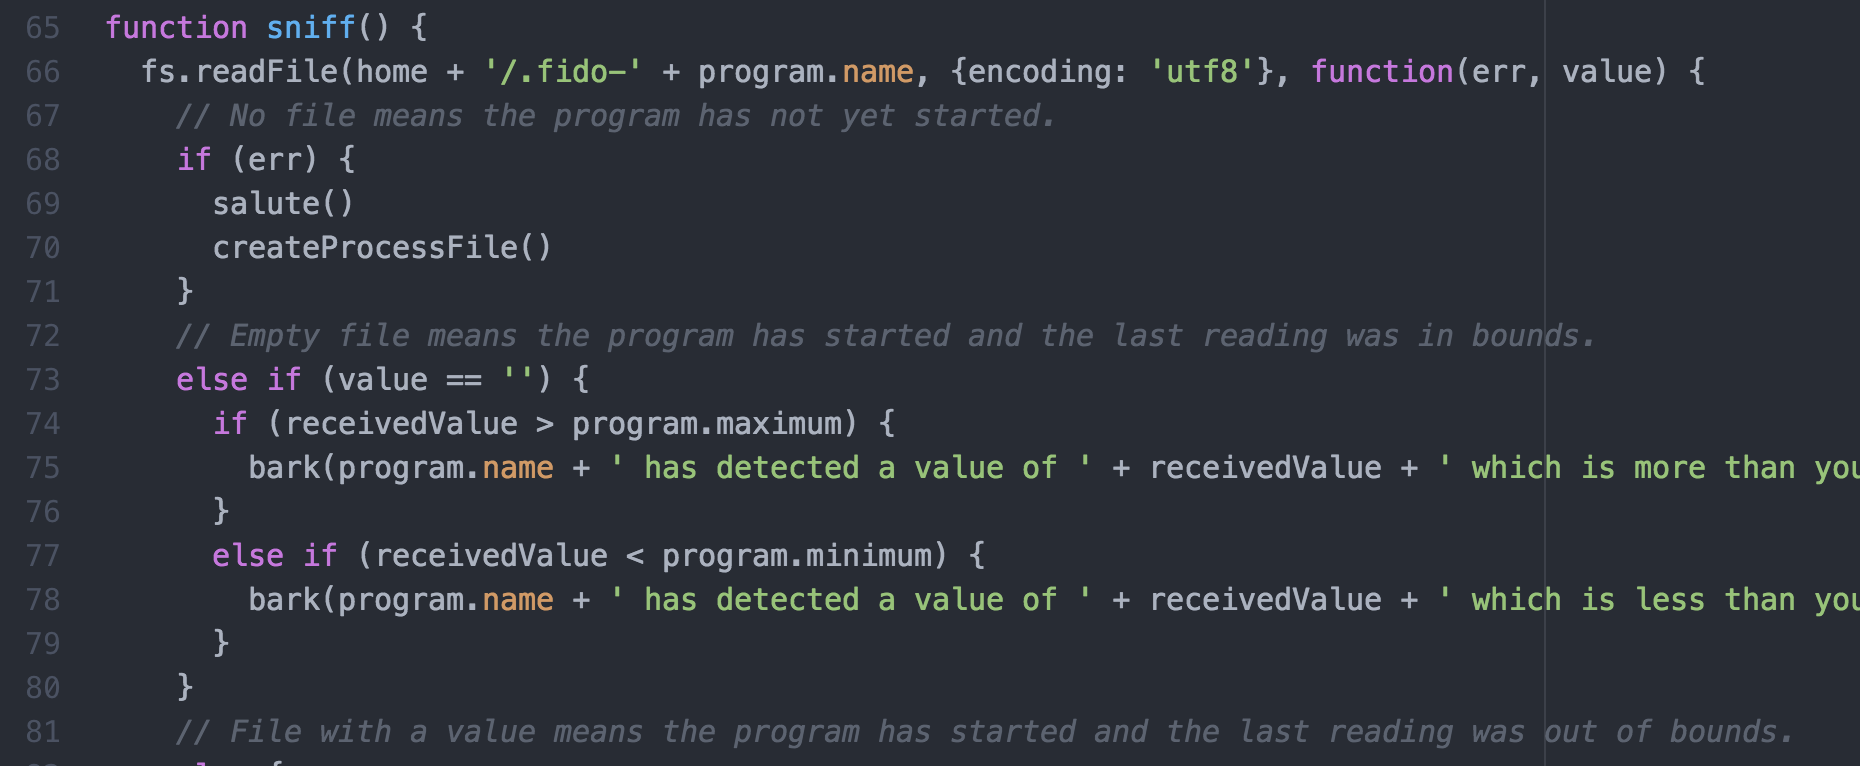 65 function sniff() {
66 fs.readFile(home + '/.fido-' + program.name, {encoding: 'utf8'}, function(err, value) {
67 // No file means the program has not yet started.
68 if (err) {
69 salute()
70 createProcessFile()
71 }
72 // Empty file means the program has started and the last reading was in bounds.
73 else if (value == '') {
74 if (receivedValue > program.maximum) {
75 bark(program.name + ' has detected a value of ' + receivedValue + ' which is more than you
76 }
77 else if (receivedValue < program.minimum) {
78 bark(program.name + ' has detected a value of ' + receivedValue + ' which is less than you
79 }
80 }
81 // File with a value means the program has started and the last reading was out of bounds.